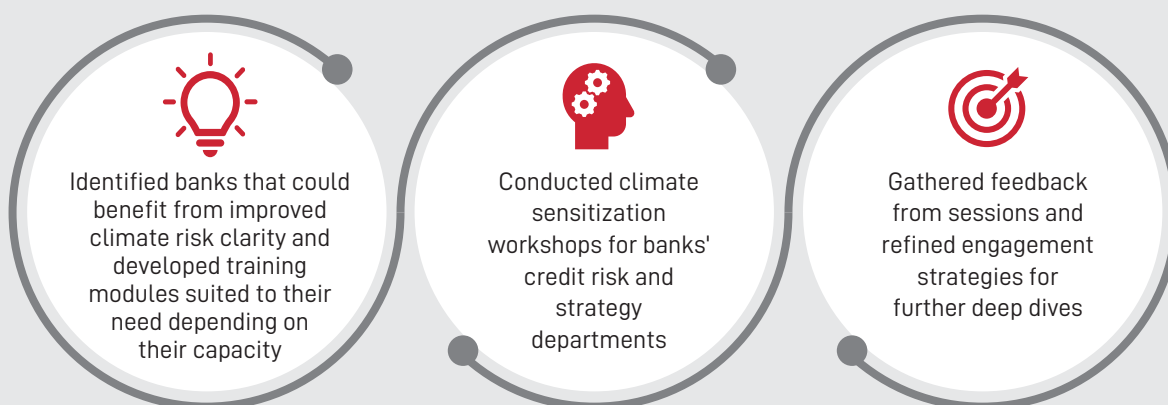 Identified banks that could
benefit from improved
climate risk clarity and
developed training
modules suited to their
need depending on
their capacity
Conducted climate
sensitization
workshops for banks'
credit risk and
strategy
departments
Gathered feedback
from sessions and
refined engagement
strategies for
further deep dives